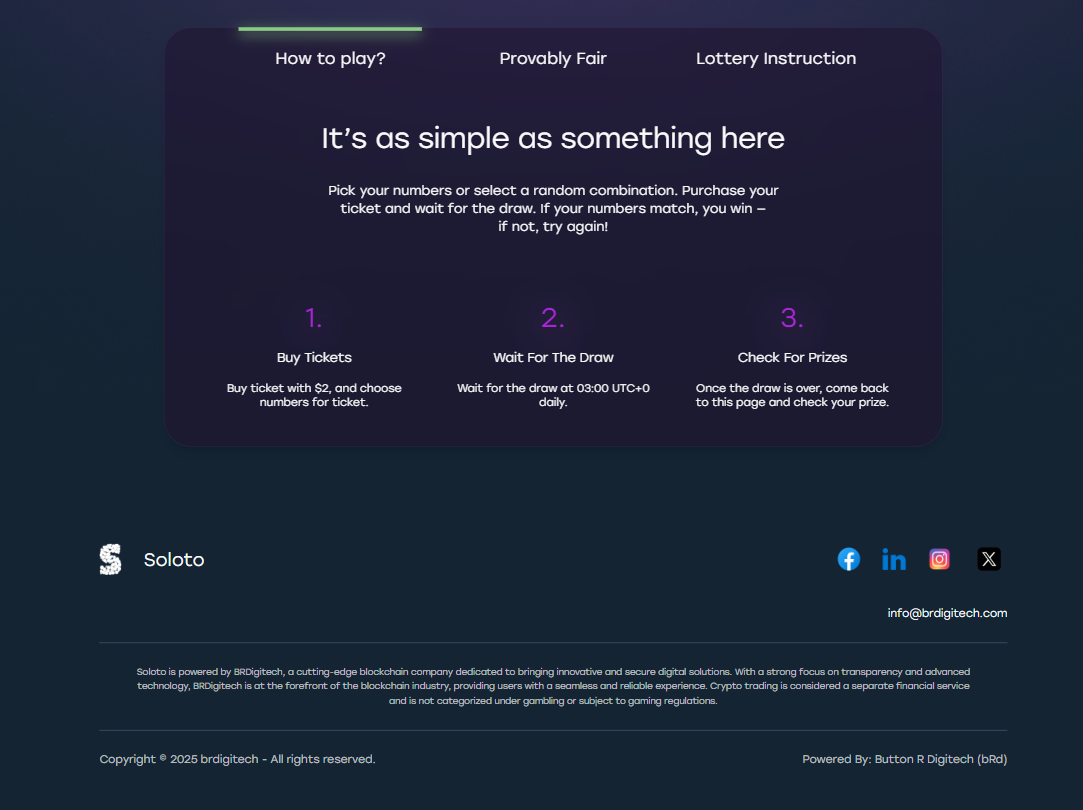 How to play?
Provably Fair
Lottery Instruction
It's as simple as something here
Pick your numbers or select a random combination. Purchase your
ticket and wait for the draw. If your numbers match, you win –
if not, try again!
1.
2.
3.
Buy Tickets
Wait For The Draw
Check For Prizes
Buy ticket with $2, and choose
numbers for ticket.
Wait for the draw at 03:00 UTC+0
daily.
Once the draw is over, come back
to this page and check your prize.
Soloto
info@brdigitech.com
Soloto is powered by BRDigitech, a cutting-edge blockchain company dedicated to bringing innovative and secure digital solutions. With a strong focus on transparency and advanced
technology, BRDigitech is at the forefront of the blockchain industry, providing users with a seamless and reliable experience. Crypto trading is considered a separate financial service
and is not categorized under gambling or subject to gaming regulations.
Copyright © 2025 brdigitech - All rights reserved.
Powered By: Button R Digitech (bRd)